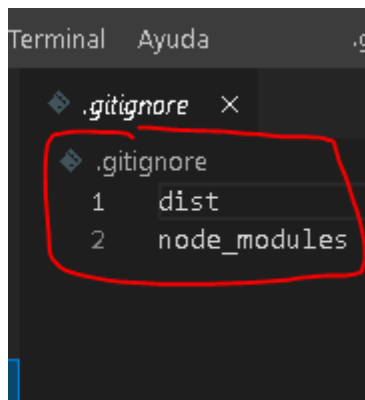 Terminal Ayuda
.gitignore
.gitignore
1 dist
2 node_modules